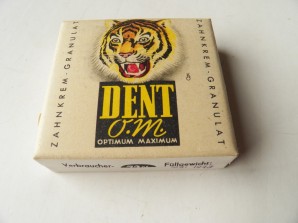 ZAHNKREM-GRANULAT
DENT
O.M.
OPTIMUM MAXIMUM
ZAHNKREM-GRANULAT
Verbraucher-
Füllgewicht: